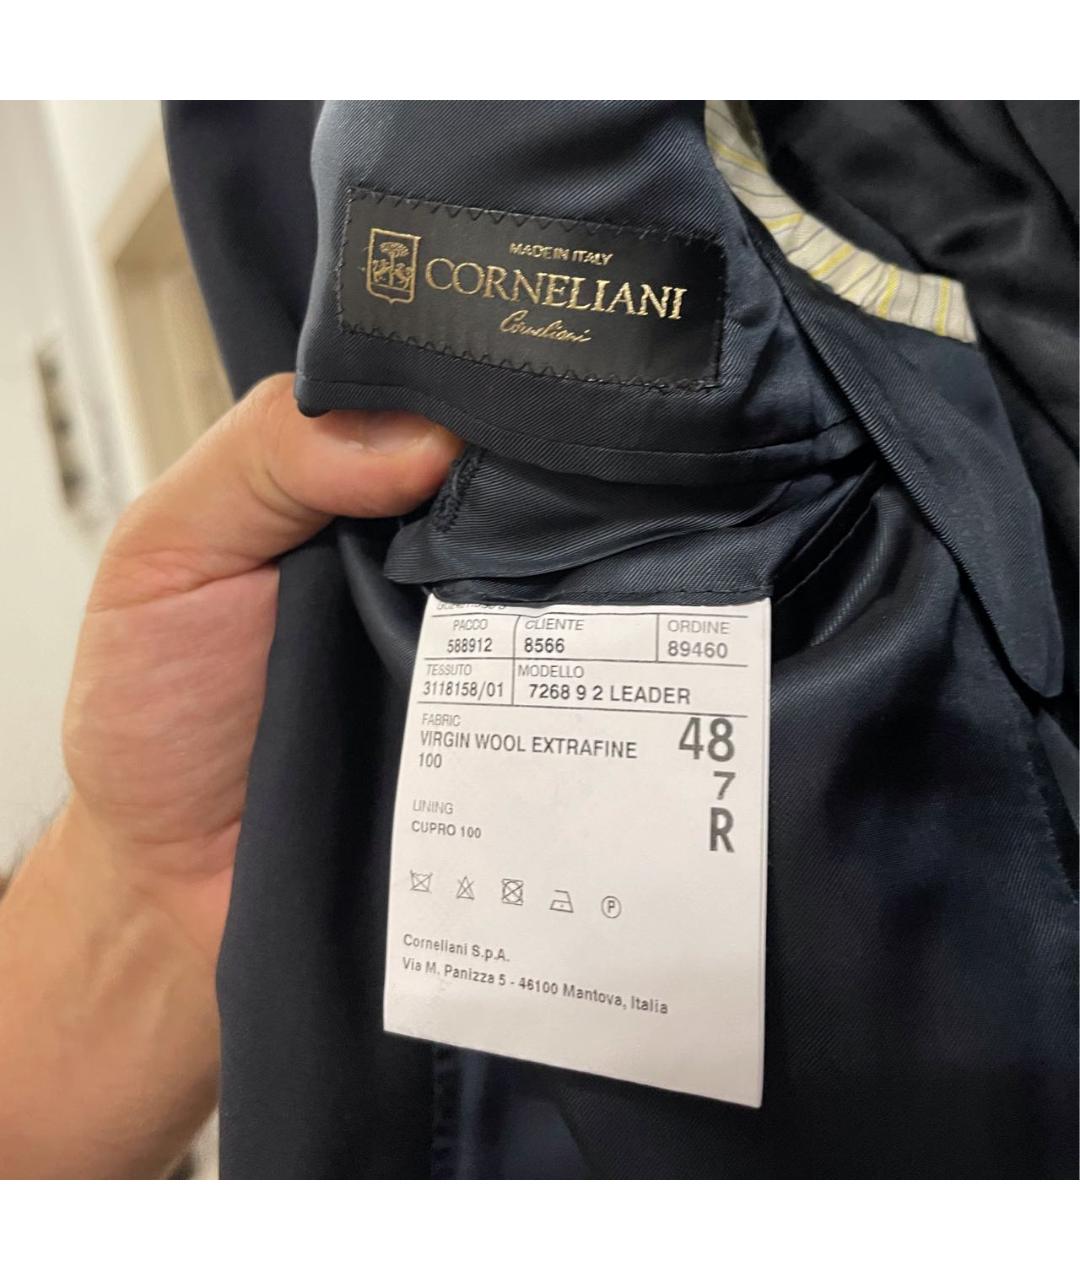 MADE IN ITALY
CORNELIANI
Corneliani
PACCO CLIENTE ORDINE
588912 8566 89460
TESSUTO MODELLO
3118158/01 7268 9 2 LEADER
FABRIC
VIRGIN WOOL EXTRAFINE
100
48
7
R
LINING
CUPRO 100
P
Corneliani S.p.A.
Via M. Panizza 5 - 46100 Mantova, Italia